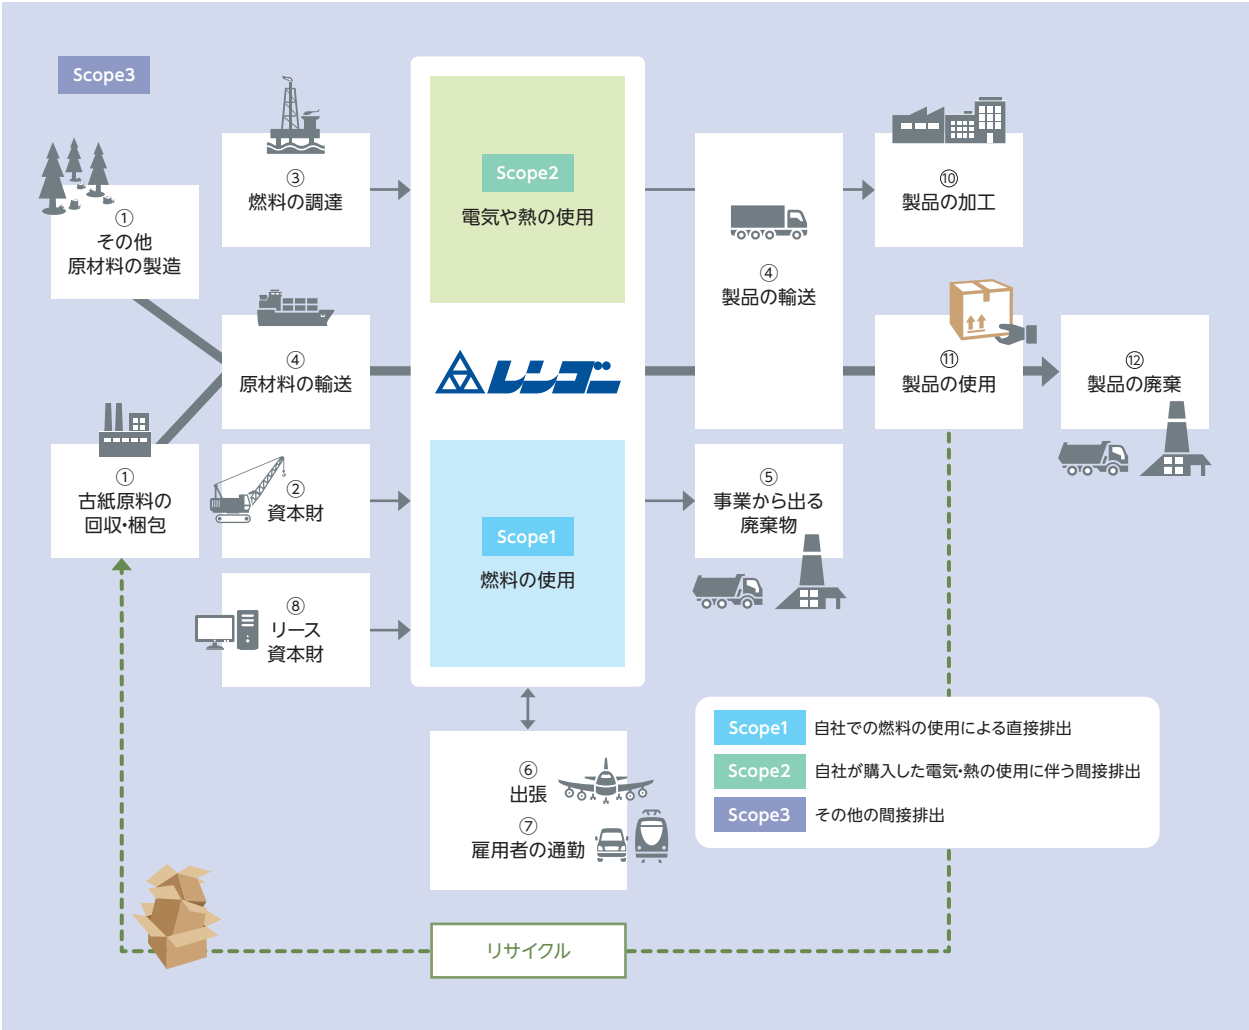 Scope3
①
その他
原材料の製造
③
燃料の調達
Scope2
電気や熱の使用
④
製品の輸送
⑩
製品の加工
④
原材料の輸送
レンゴー
⑪
製品の使用
⑫
製品の廃棄
①
古紙原料の
回収・梱包
②
資本財
Scope1
燃料の使用
⑤
事業から出る
廃棄物
⑧
リース
資本財
⑥
出張
⑦
雇用者の通勤
Scope1 自社での燃料の使用による直接排出
Scope2 自社が購入した電気・熱の使用に伴う間接排出
Scope3 その他の間接排出
リサイクル